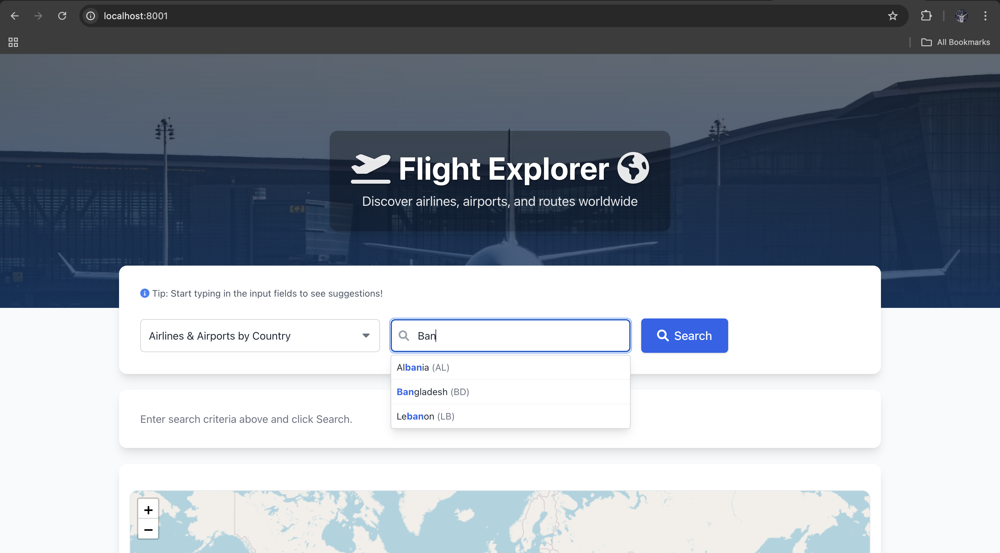 localhost:8001
All Bookmarks
Flight Explorer
Discover airlines, airports, and routes worldwide
C2
Tip: Start typing in the input fields to see suggestions!
Airlines & Airports by Country
Ban
Search
Albania (AL)
Bangladesh (BD)
Lebanon (LB)
Enter search criteria above and click Search.
+
−